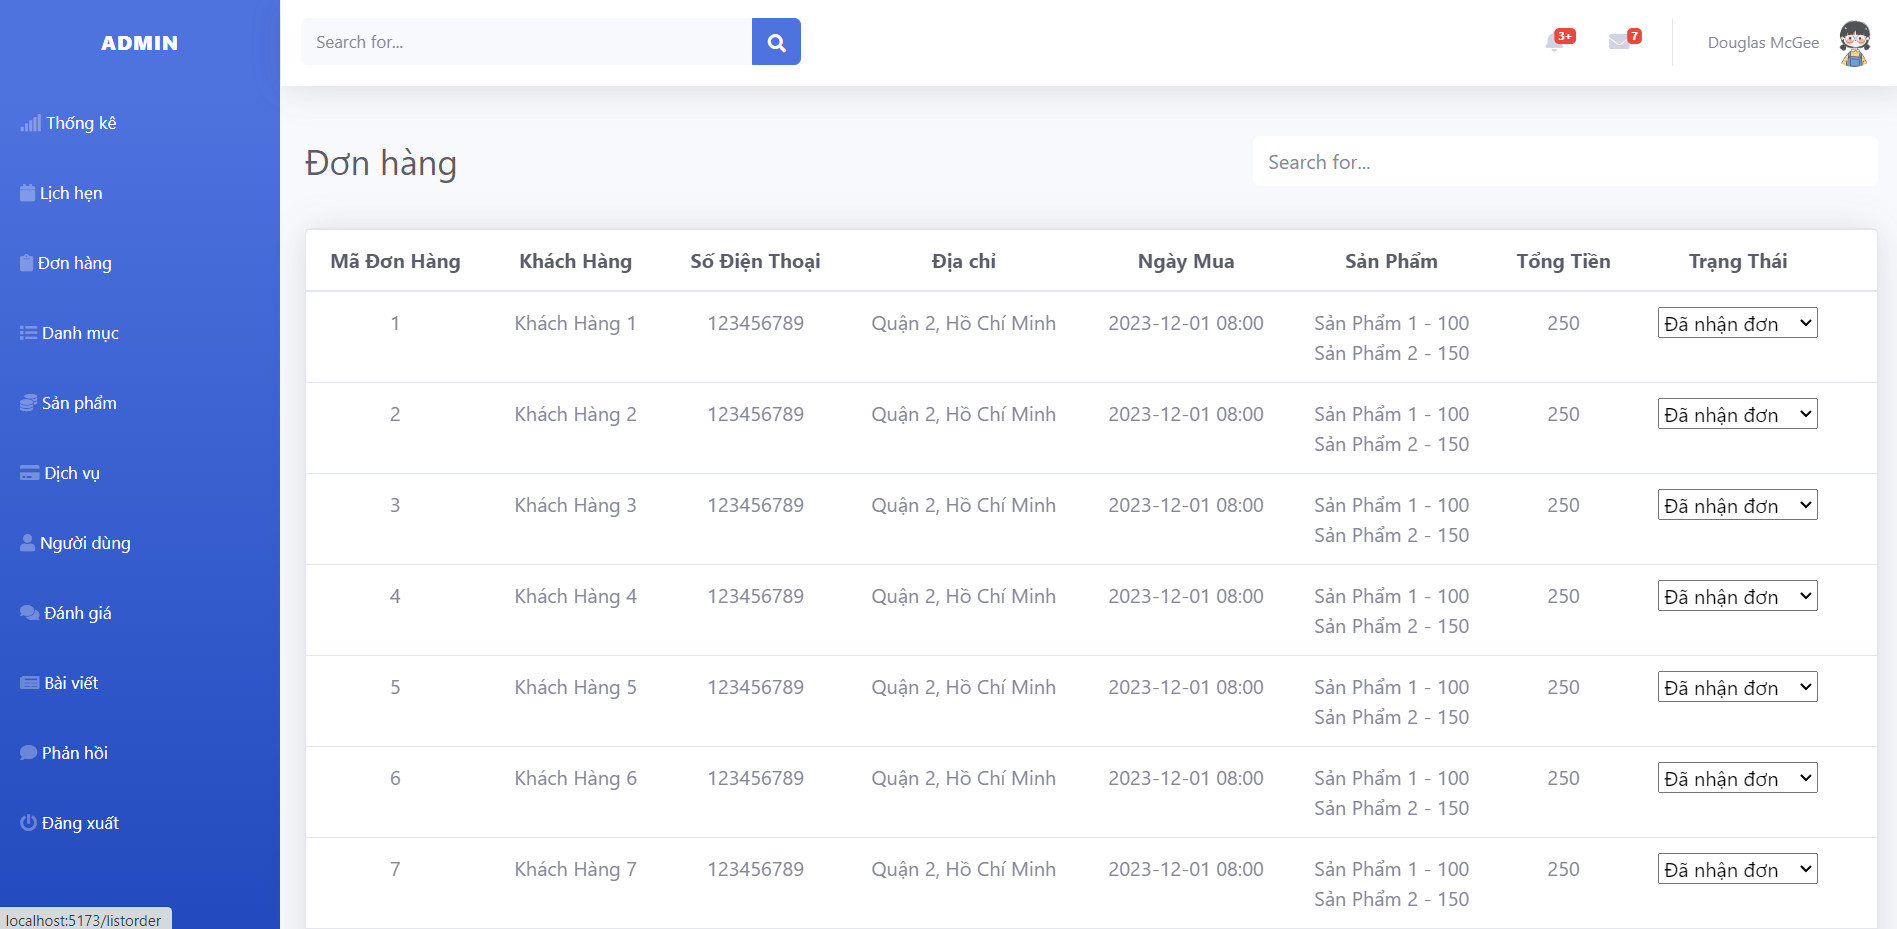 ADMIN
Search for...
3+
7
Douglas McGee
Thống kê
Lịch hẹn
Đơn hàng
Danh mục
Sản phẩm
Dịch vụ
Người dùng
Đánh giá
Bài viết
Phản hồi
Đăng xuất
Đơn hàng
Search for...
Mã Đơn Hàng Khách Hàng Số Điện Thoại Địa chỉ Ngày Mua Sản Phẩm Tổng Tiền Trạng Thái
1 Khách Hàng 1 123456789 Quận 2, Hồ Chí Minh 2023-12-01 08:00 Sản Phẩm 1 - 100 250 Đã nhận đơn
Sản Phẩm 2 - 150
2 Khách Hàng 2 123456789 Quận 2, Hồ Chí Minh 2023-12-01 08:00 Sản Phẩm 1 - 100 250 Đã nhận đơn
Sản Phẩm 2 - 150
3 Khách Hàng 3 123456789 Quận 2, Hồ Chí Minh 2023-12-01 08:00 Sản Phẩm 1 - 100 250 Đã nhận đơn
Sản Phẩm 2 - 150
4 Khách Hàng 4 123456789 Quận 2, Hồ Chí Minh 2023-12-01 08:00 Sản Phẩm 1 - 100 250 Đã nhận đơn
Sản Phẩm 2 - 150
5 Khách Hàng 5 123456789 Quận 2, Hồ Chí Minh 2023-12-01 08:00 Sản Phẩm 1 - 100 250 Đã nhận đơn
Sản Phẩm 2 - 150
6 Khách Hàng 6 123456789 Quận 2, Hồ Chí Minh 2023-12-01 08:00 Sản Phẩm 1 - 100 250 Đã nhận đơn
Sản Phẩm 2 - 150
7 Khách Hàng 7 123456789 Quận 2, Hồ Chí Minh 2023-12-01 08:00 Sản Phẩm 1 - 100 250 Đã nhận đơn
Sản Phẩm 2 - 150
localhost:5173/listorder